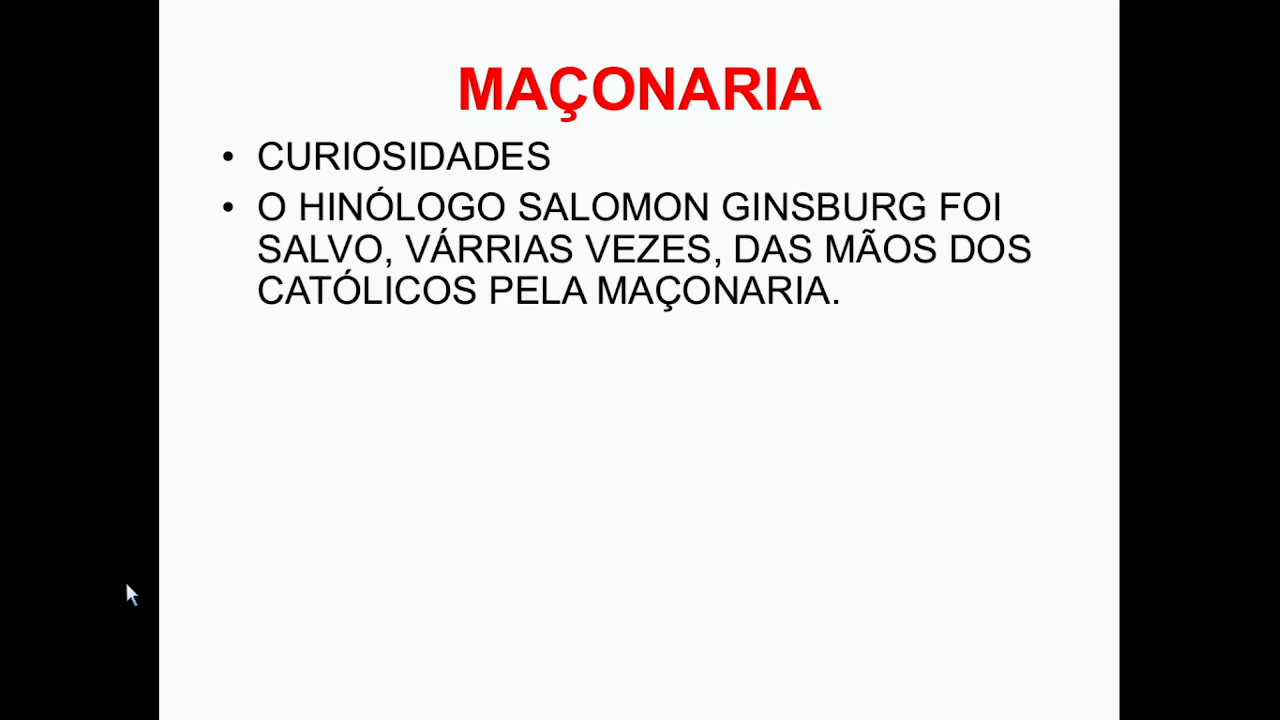 MAÇONARIA
• CURIOSIDADES
• O HINÓLOGO SALOMON GINSBURG FOI
SALVO, VÁRRIAS VEZES, DAS MÃOS DOS
CATÓLICOS PELA MAÇONARIA.